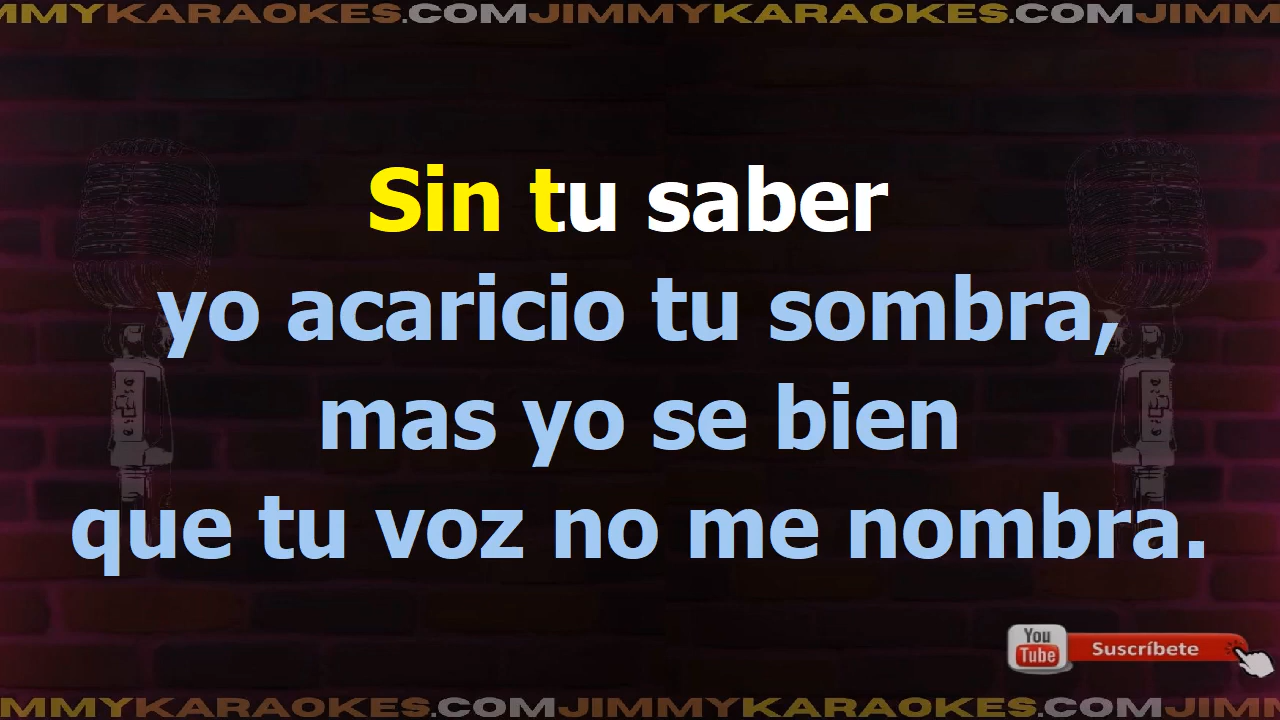 MMYKARAOKES.COMJIMMYKARAOKES.COMJIMM
Sin tu saber
yo acaricio tu sombra,
mas yo se bien
que tu voz no me nombra.
You
Tube
Suscríbete
MMYKARAOKES.COMJIMMYKARAOKES.COMJIMM